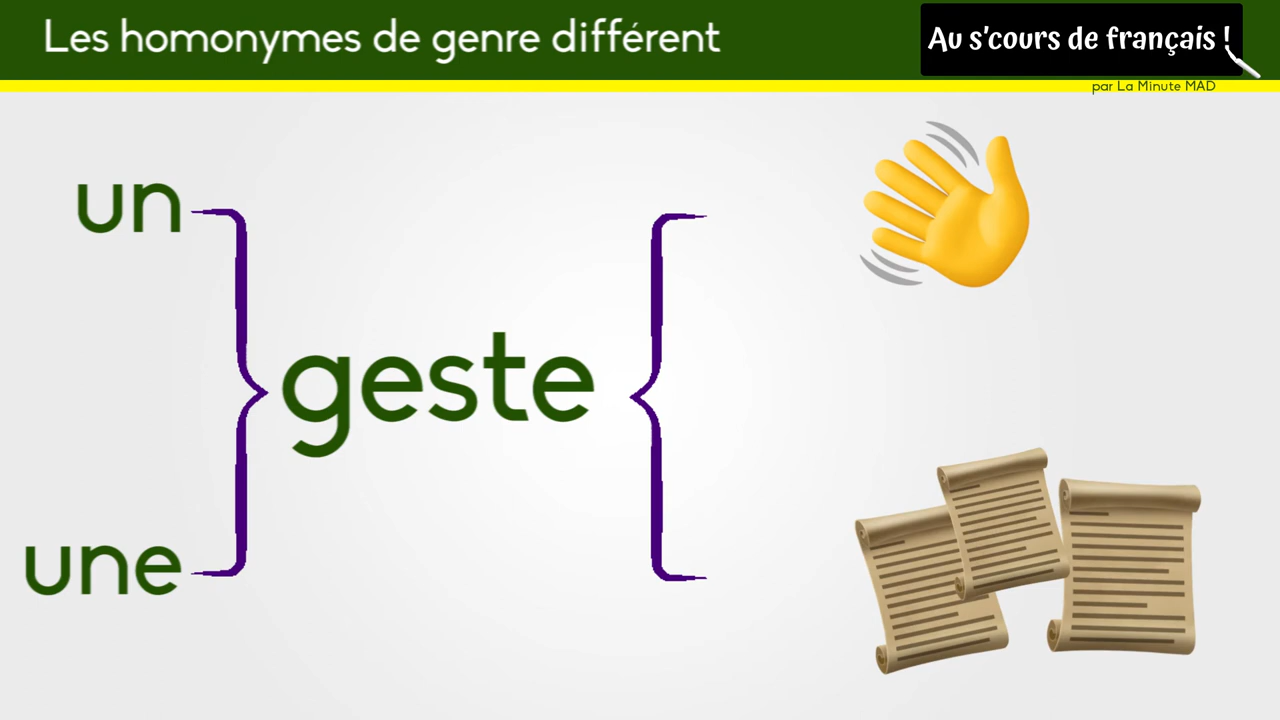 Les homonymes de genre différent
Au s'cours de français !
par La Minute MAD
un
geste
une